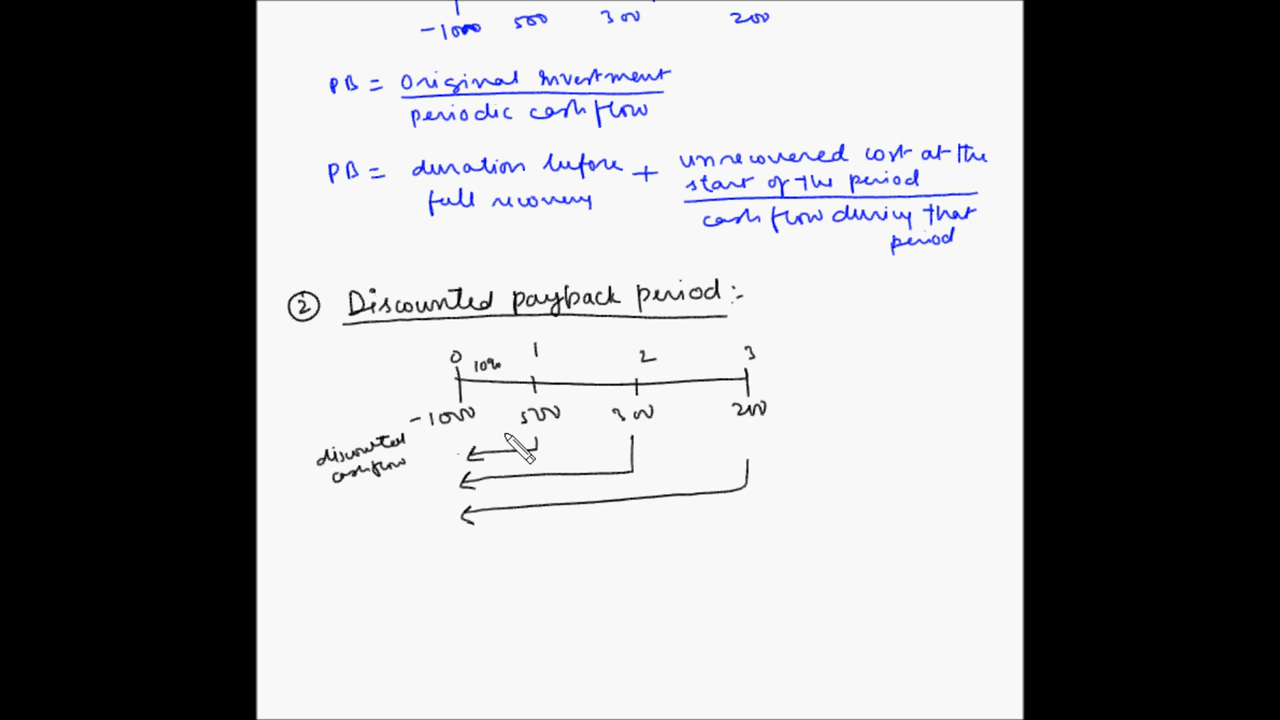 -1000 500 300 200
PB = original investment
periodic cashflow
PB = duration before + unrecovered cost at the
full recovery start of the period
cash flow during that
period
② Discounted payback period :-
0 10% 1 2 3
-1000 500 300 200
discounted
cashflow